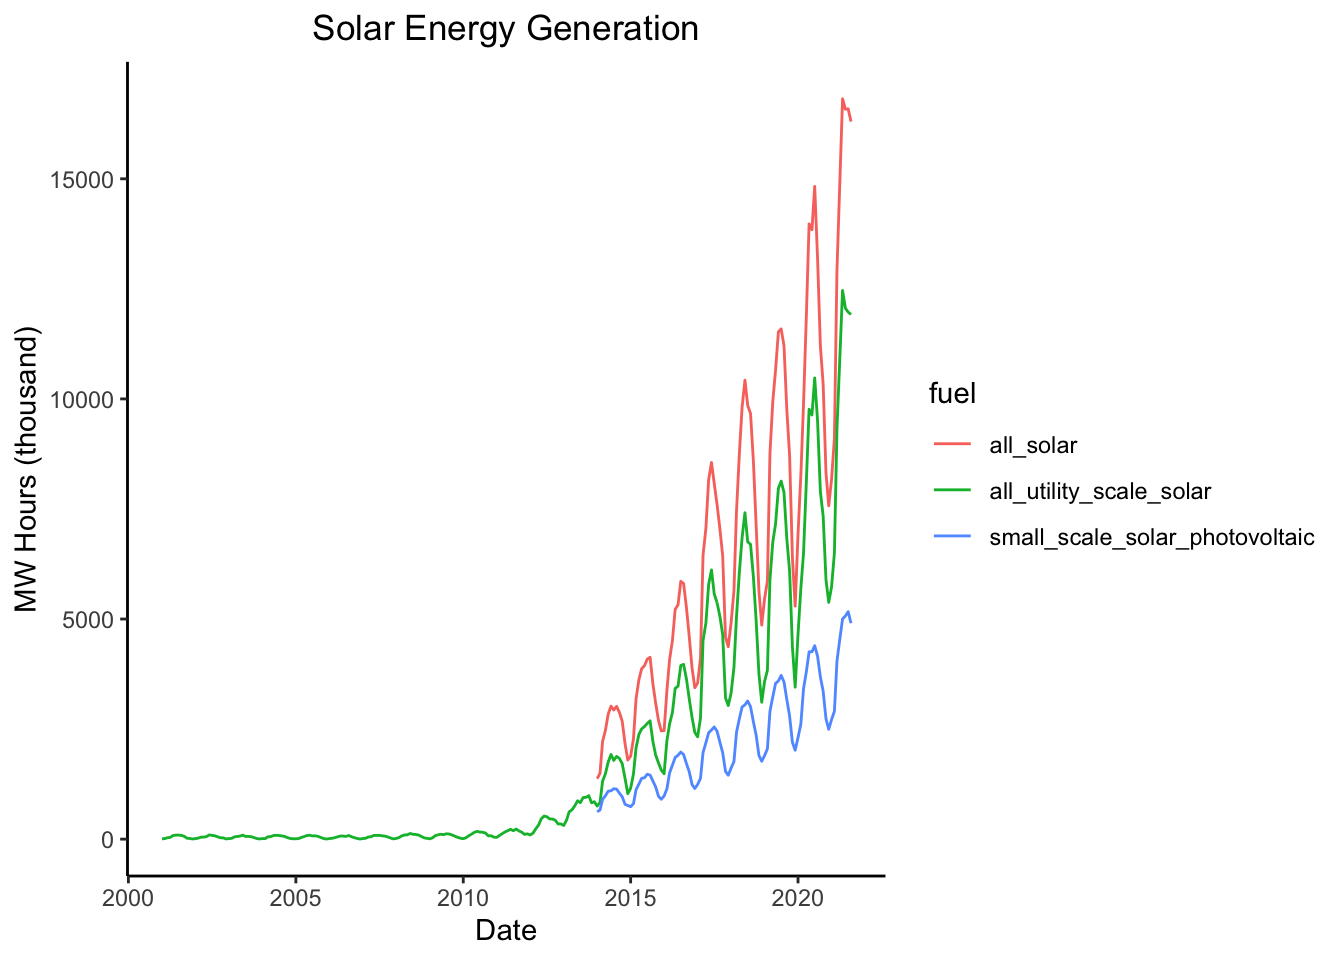 Solar Energy Generation
MW Hours (thousand)
15000
10000
5000
0
2000
2005
2010
2015
2020
Date
fuel
all_solar
all_utility_scale_solar
small_scale_solar_photovoltaic